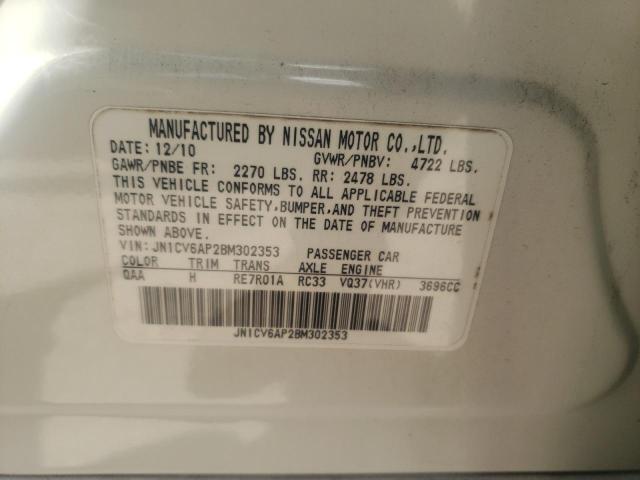 MANUFACTURED BY NISSAN MOTOR CO.,LTD.
DATE: 12/10 GVWR/PNBV: 4722 LBS.
GAWR/PNBE FR: 2270 LBS. RR: 2478 LBS.
THIS VEHICLE CONFORMS TO ALL APPLICABLE FEDERAL
MOTOR VEHICLE SAFETY,BUMPER,AND THEFT PREVENTION
STANDARDS IN EFFECT ON THE DATE OF MANUFACTURE
SHOWN ABOVE.
VIN: JN1CV6AP2BM302353 PASSENGER CAR
COLOR TRIM TRANS AXLE ENGINE
QAA H RE7R01A RC33 VQ37(VHR) 3696CC
JN1CV6AP2BM302353